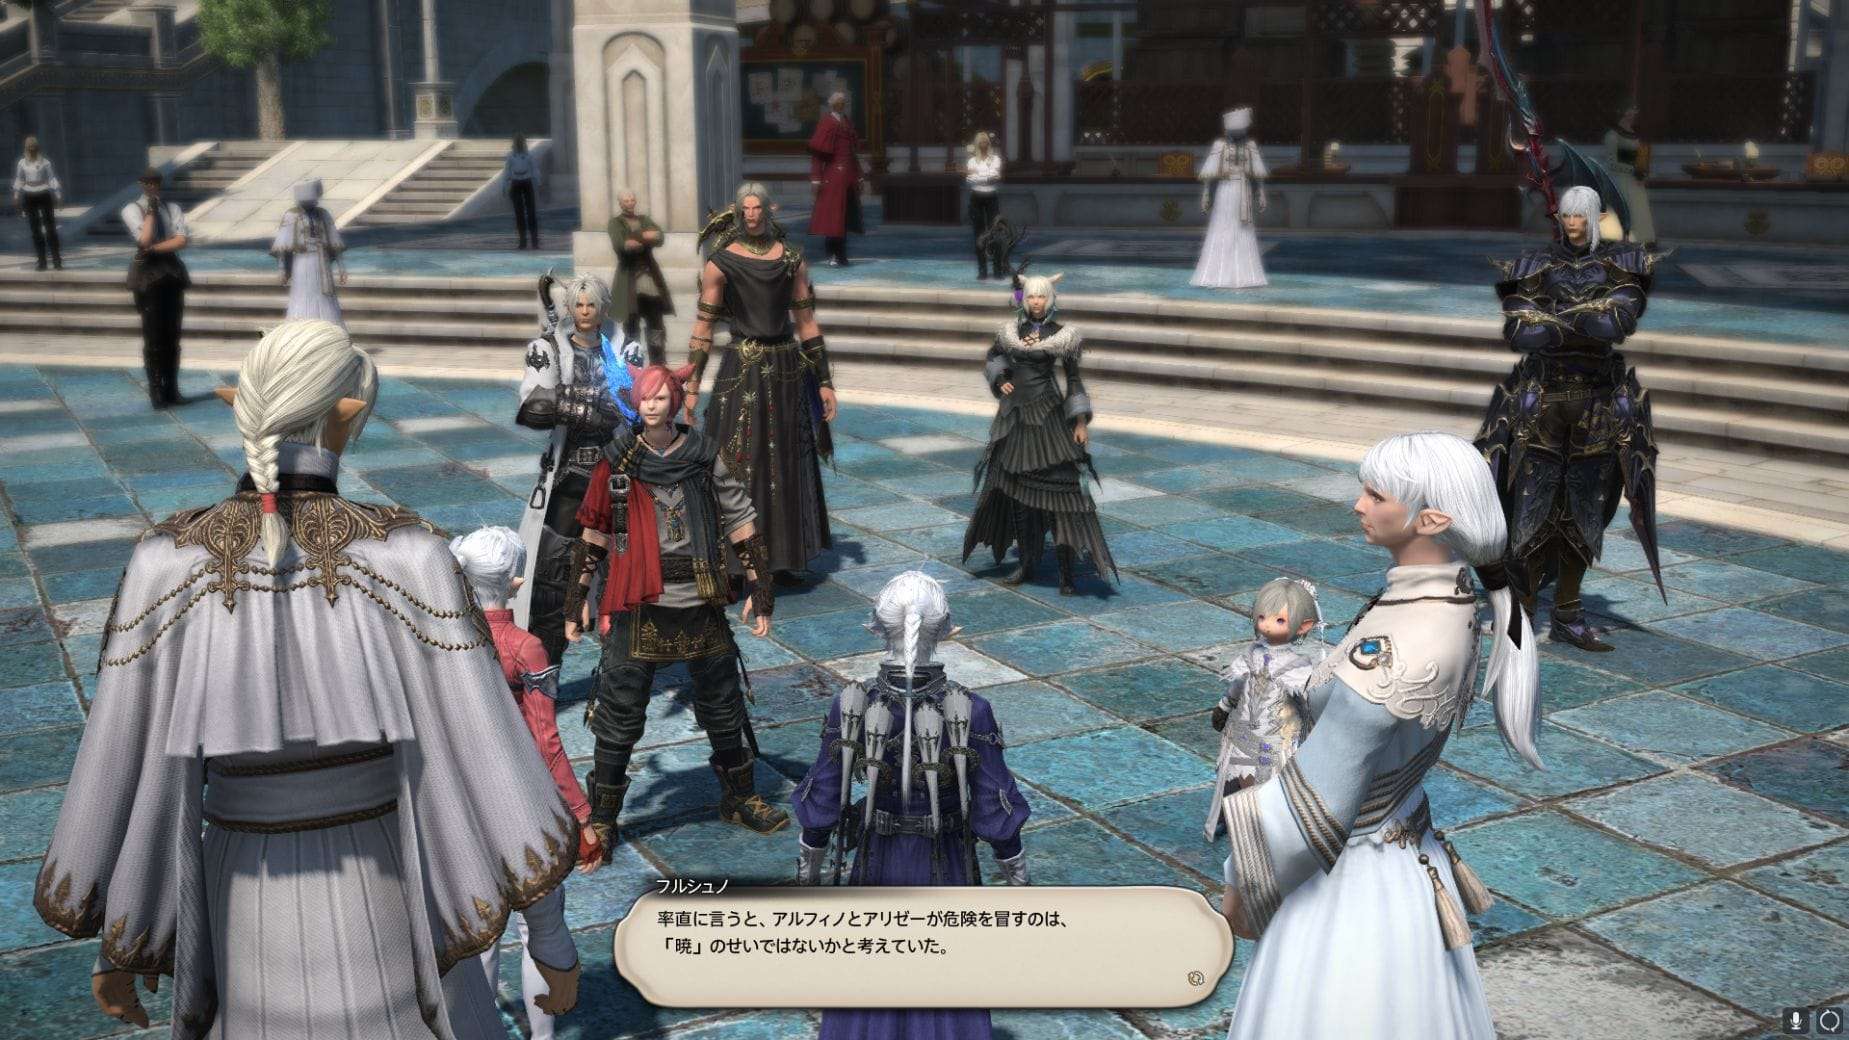 フルシュノ
率直に言うと、アルフィノとアリゼーが危険を冒すのは、
「暁」のせいではないかと考えていた。